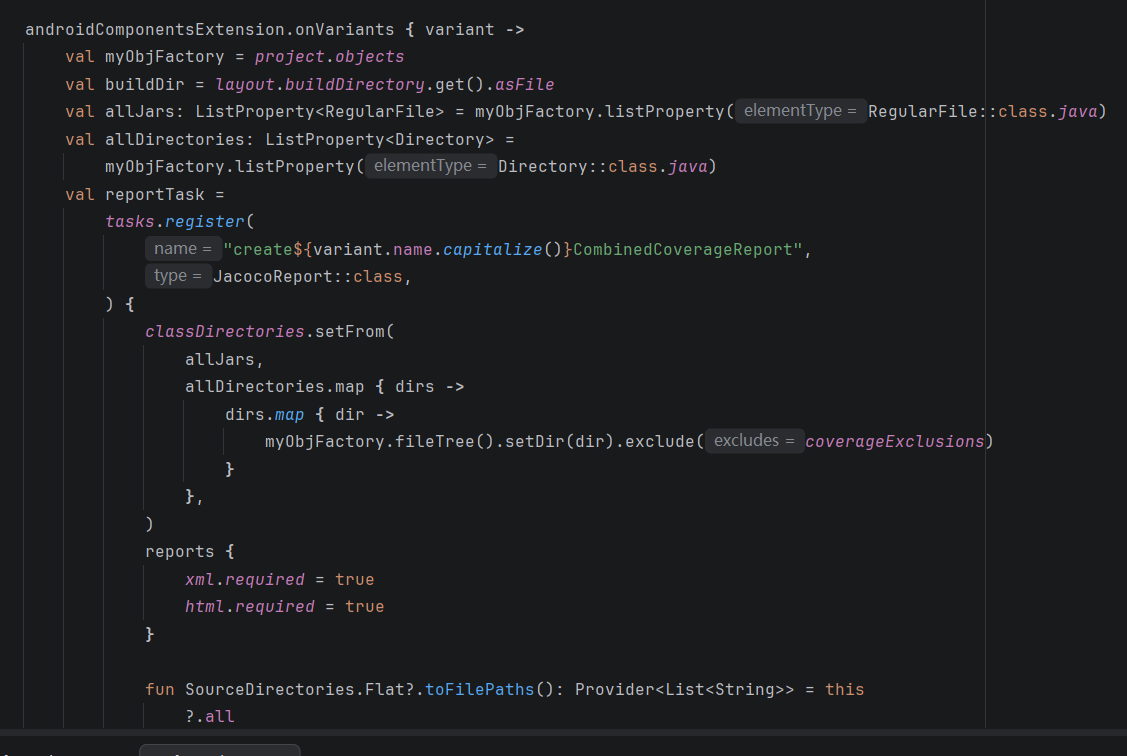 androidComponentsExtension.onVariants { variant ->
val myObjFactory = project.objects
val buildDir = layout.buildDirectory.get().asFile
val allJars: ListProperty<RegularFile> = myObjFactory.listProperty( elementType = RegularFile::class.java)
val allDirectories: ListProperty<Directory> =
myObjFactory.listProperty( elementType = Directory::class.java)
val reportTask =
tasks.register(
name = "create${variant.name.capitalize()}CombinedCoverageReport",
type = JacocoReport::class,
) {
classDirectories.setFrom(
allJars,
allDirectories.map { dirs ->
dirs.map { dir ->
myObjFactory.fileTree().setDir(dir).exclude( excludes = coverageExclusions)
}
},
)
reports {
xml.required = true
html.required = true
}
fun SourceDirectories.Flat?.toFilePaths(): Provider<List<String>> = this
?.all